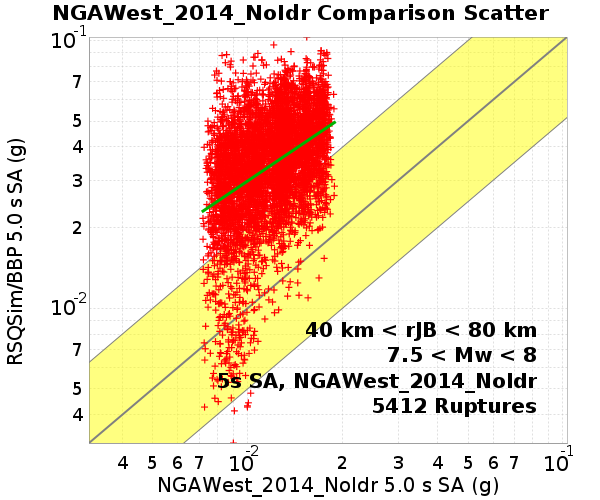 NGAWest_2014_NoIdr Comparison Scatter
10-1
7
5
4
3
2
10-2
7
5
4
RSQSim/BBP 5.0 s SA (g)
40 km < rJB < 80 km
7.5 < Mw < 8
5s SA, NGAWest_2014_NoIdr
5412 Ruptures
4 5 6 7 10-2 2 3 4 5 6 7 10-1
NGAWest_2014_NoIdr 5.0 s SA (g)